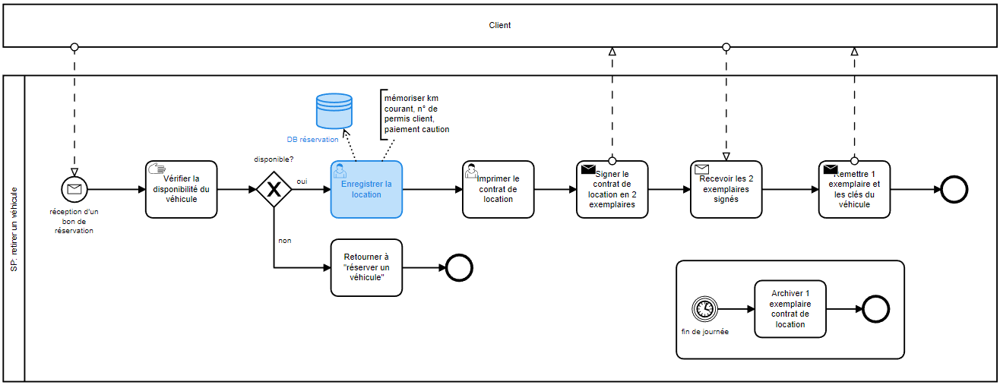 Client
SP: retirer un véhicule
réception d'un
bon de
réservation
Vérifier la
disponibilité du
véhicule
disponible?
oui
non
DB réservation
mémoriser km
courant, n° de
permis client,
paiement caution
Enregistrer la
location
Imprimer le
contrat de
location
Signer le
contrat de
location en 2
exemplaires
Recevoir les 2
exemplaires
signés
Remettre 1
exemplaire et
les clés du
véhicule
Retourner à
"réserver un
véhicule"
fin de journée
Archiver 1
exemplaire
contrat de
location